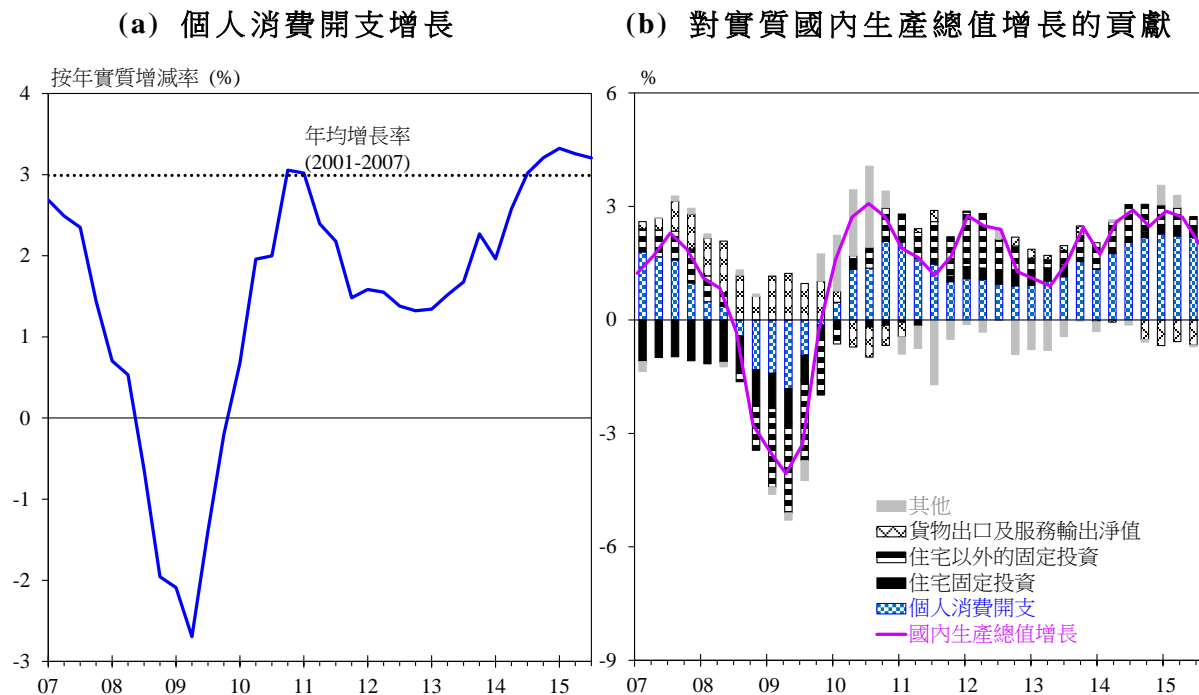 (a) 個人消費開支增長
按年實質增減率 (%)
4
3
2
1
0
-1
-2
-3
年均增長率
(2001-2007)
07 08 09 10 11 12 13 14 15
(b) 對實質國內生產總值增長的貢獻
%
6
3
0
-3
-6
-9
其他
貨物出口及服務輸出淨值
住宅以外的固定投資
住宅固定投資
個人消費開支
國內生產總值增長
07 08 09 10 11 12 13 14 15